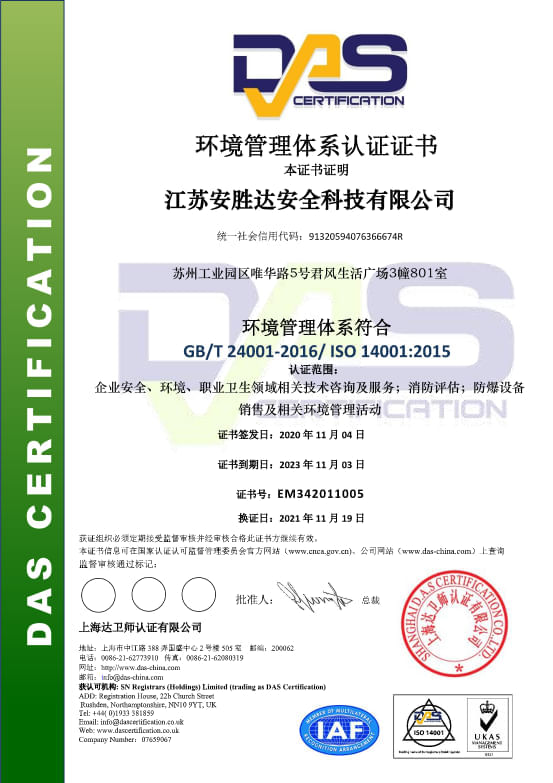 DAS CERTIFICATION
DAS
CERTIFICATION
环境管理体系认证证书
本证书证明
江苏安胜达安全科技有限公司
统一社会信用代码：91320594076366674R
苏州工业园区唯华路5号君风生活广场3幢801室
环境管理体系符合
GB/T 24001-2016/ ISO 14001:2015
认证范围：
企业安全、环境、职业卫生领域相关技术咨询及服务；消防评估；防爆设备
销售及相关环境管理活动
证书签发日：2020 年 11 月 04 日
证书到期日：2023 年 11 月 03 日
证书号：EM342011005
换证日：2021 年 11 月 19 日
获证组织必须定期接受监督审核并经审核合格此证书方继续有效。
本证书信息可在国家认证认可监督管理委员会官方网站（www.cnca.gov.cn)、公司网站（www.das-china.com）上查询
监督审核通过标记：
批准人：
总裁
上海达卫师认证有限公司
地址：上海市中江路 388 弄国盛中心 2 号楼 505 室 邮编：200062
电话：0086-21-62773910 传真：0086-21-62080319
网址：http://www.das-china.com
邮箱：info@das-china.com
获认可机构: SN Registrars (Holdings) Limited (trading as DAS Certification)
ADD: Registration House, 22b Church Street
Rushden, Northamptonshire, NN10 9YT, UK
Tel: +44( 0)1933 381859
Email: info@dascertification.co.uk
Web: www.dascertification.co.uk
Company Number: 07659067
SHANGHAI D.A.S CERTIFICATION CO.,LTD
上海达卫师认证有限公司
MEMBER OF MULTILATERAL
IAF
RECOGNITION ARRANGEMENT
DAS
ISO 14001
UKAS
MANAGEMENT
SYSTEMS